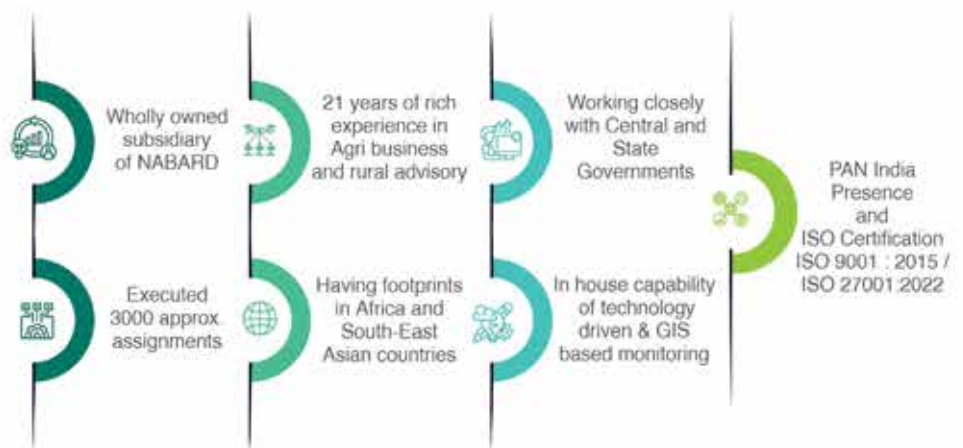 Wholly owned
subsidiary
of NABARD
21 years of rich
experience in
Agri business
and rural advisory
Working closely
with Central and
State
Governments
PAN India
Presence
and
ISO Certification
ISO 9001 : 2015 /
ISO 27001:2022
Executed
3000 approx.
assignments
Having footprints
in Africa and
South-East
Asian countries
In house capability
of technology
driven & GIS
based monitoring